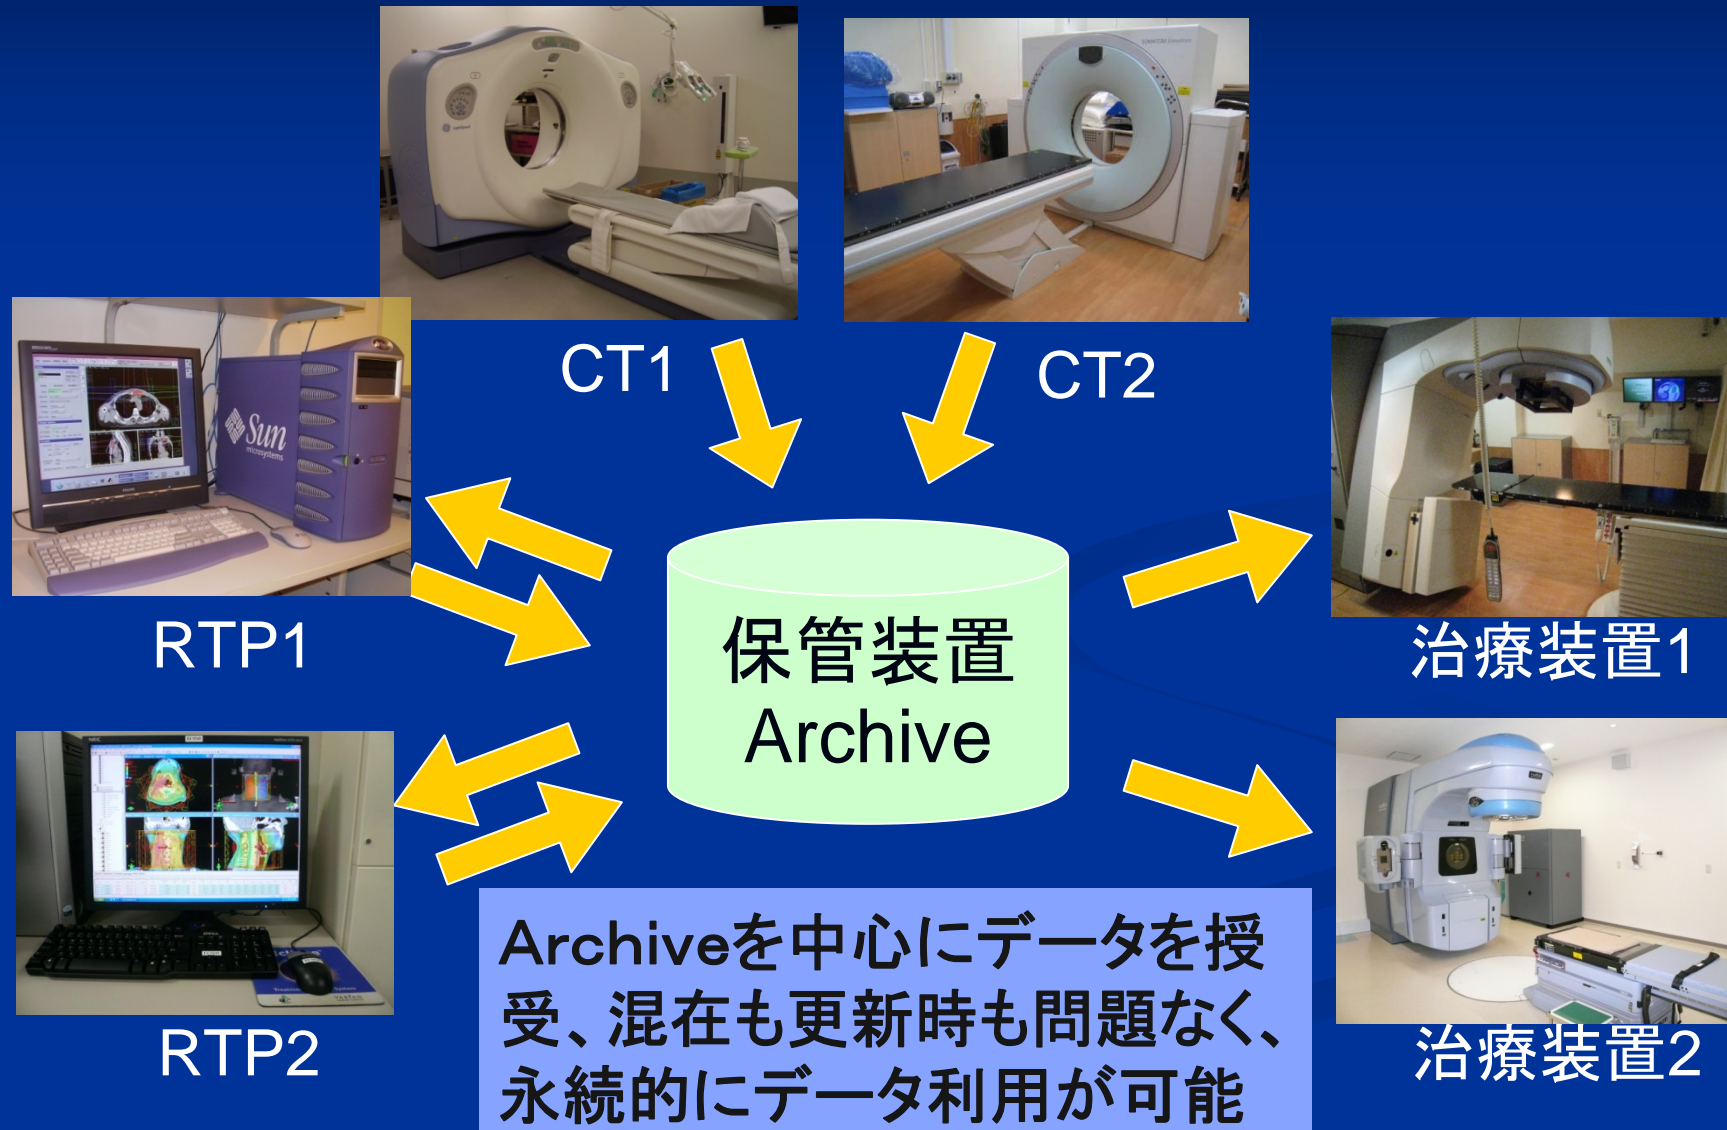 CT1
CT2
Sun
microsystems
RTP1
保管装置
Archive
治療装置1
RTP2
治療装置2
Archiveを中心にデータを授
受、混在も更新時も問題なく、
永続的にデータ利用が可能